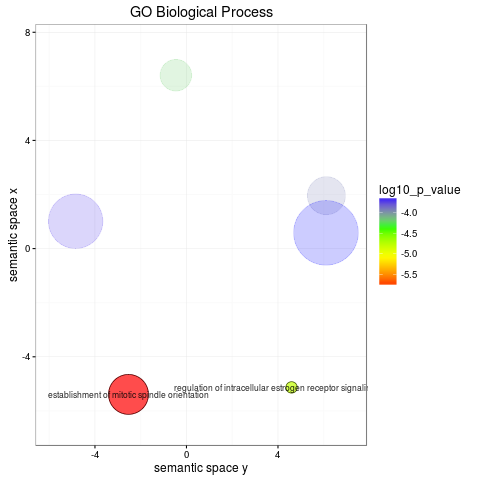 GO Biological Process
8
4
0
-4
semantic space x
establishment of mitotic spindle orientation
regulation of intracellular estrogen receptor signalin
-4
0
4
semantic space y
log10_p_value
-4.0
-4.5
-5.0
-5.5